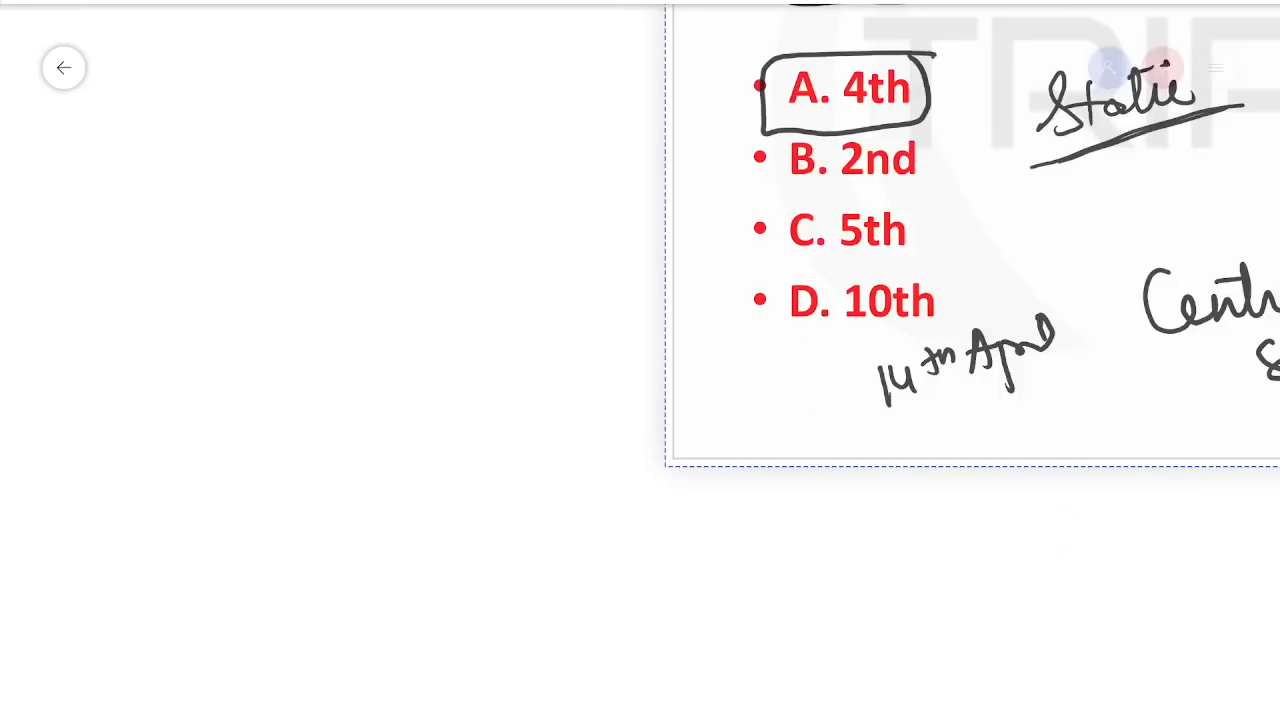 • A. 4th
Static
• B. 2nd
• C. 5th
• D. 10th
14th April